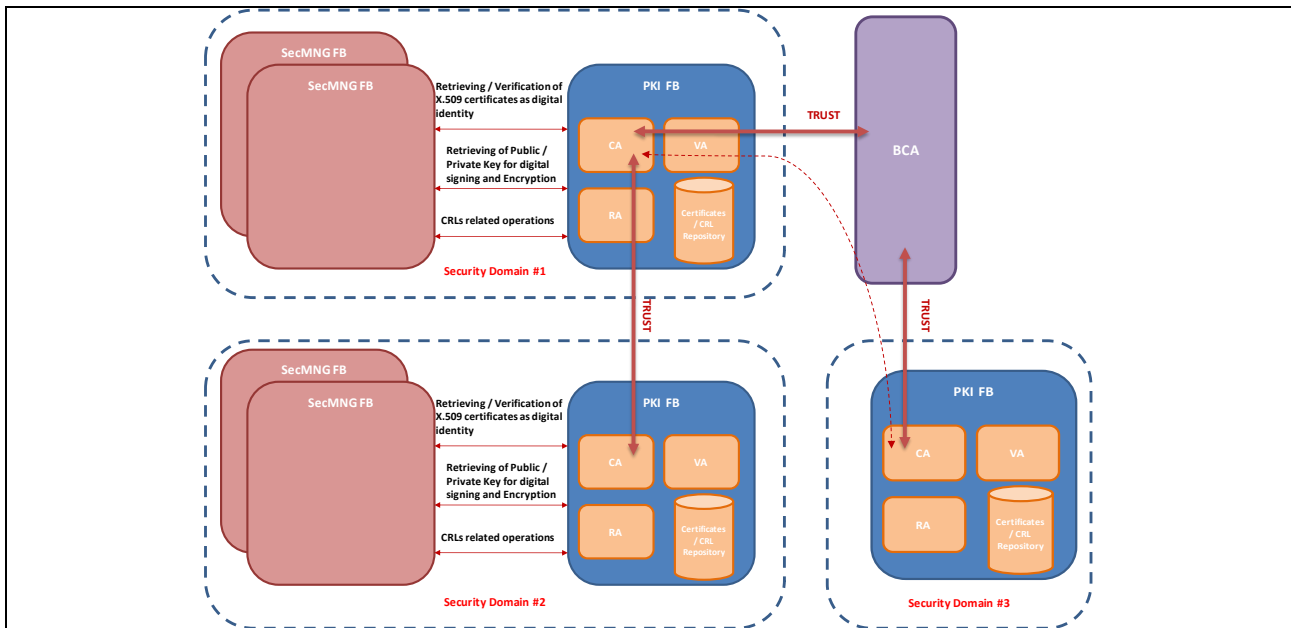 SecMNG FB
SecMNG FB
Retrieving / Verification of
X.509 certificates as digital
identity
Retrieving of Public /
Private Key for digital
signing and Encryption
CRLs related operations
PKI FB
CA
VA
RA
Certificates
/ CRL
Repository
Security Domain #1
TRUST
BCA
TRUST
TRUST
SecMNG FB
SecMNG FB
Retrieving / Verification of
X.509 certificates as digital
identity
Retrieving of Public /
Private Key for digital
signing and Encryption
CRLs related operations
PKI FB
CA
VA
RA
Certificates
/ CRL
Repository
Security Domain #2
PKI FB
CA
VA
RA
Certificates
/ CRL
Repository
Security Domain #3